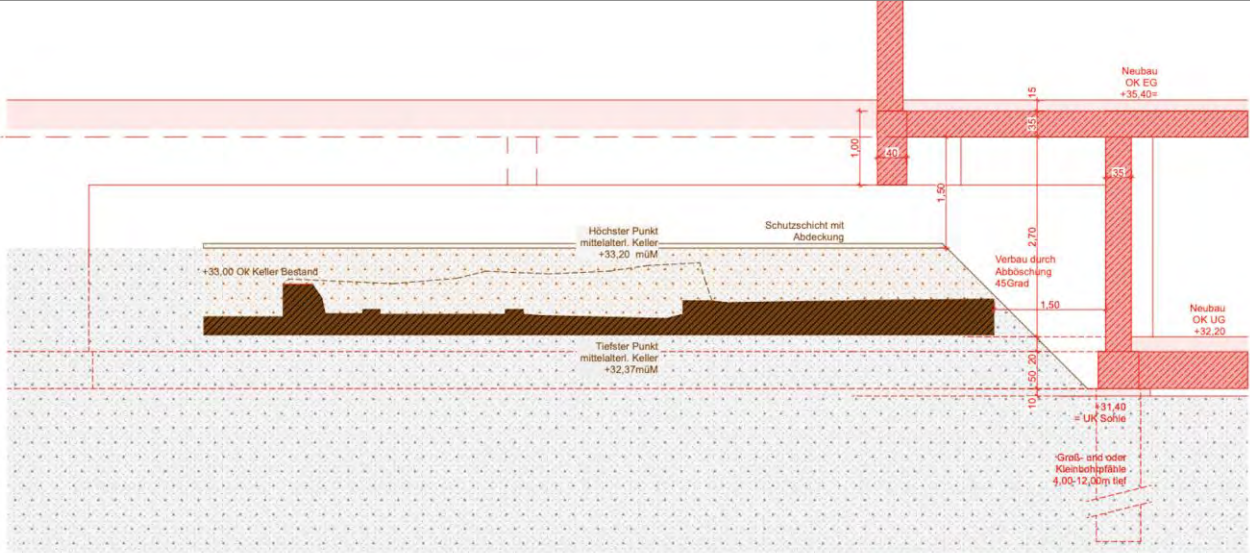 Neubau
OK EG
+35,40=
15
35
1,00
40
35
1,50
Höchster Punkt
mittelalterl. Keller
+33,20 müM
Schutzschicht mit
Abdeckung
2,70
+33,00 OK Keller Bestand
Verbau durch
Abböschung
45Grad
1,50
Neubau
OK UG
+32,20
Tiefster Punkt
mittelalterl. Keller
+32,37müM
20
50
10
+31,40
= UK Sohle
Groß- und oder
Kleinbohrpfähle
4,00-12,00m tief